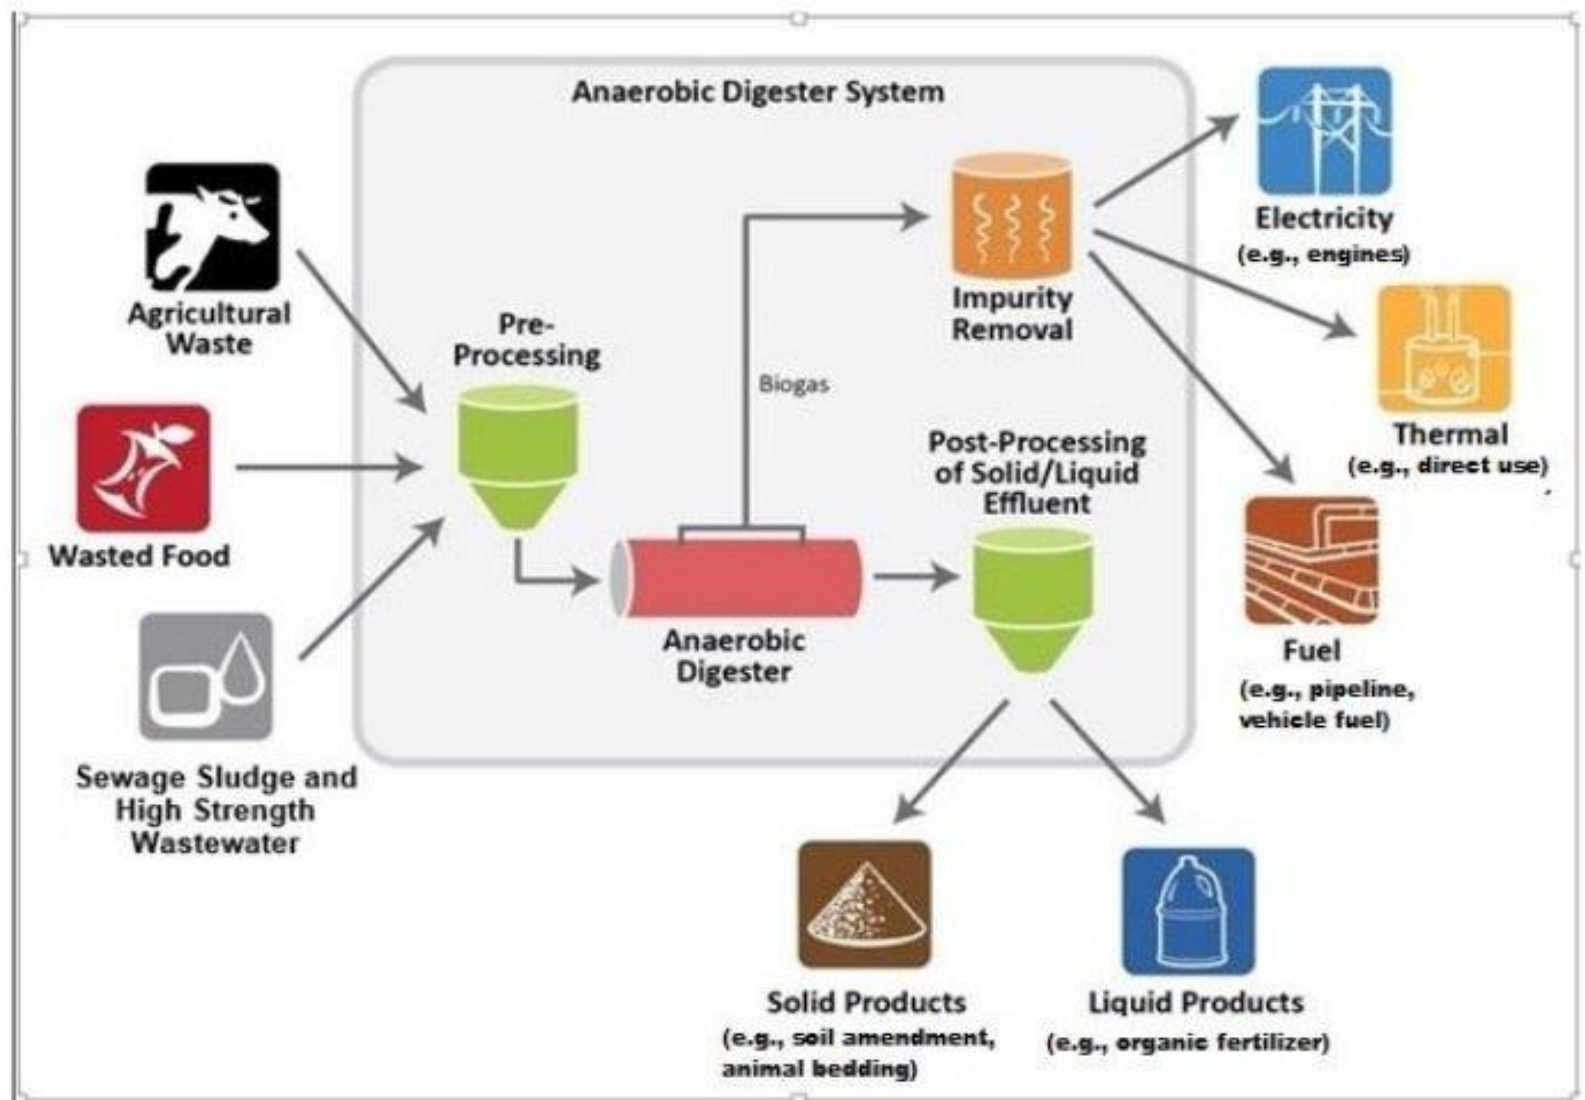 Anaerobic Digester System
Agricultural
Waste
Wasted Food
Sewage Sludge and
High Strength
Wastewater
Pre-
Processing
Biogas
Anaerobic
Digester
Impurity
Removal
Post-Processing
of Solid/Liquid
Effluent
Electricity
(e.g., engines)
Thermal
(e.g., direct use)
Fuel
(e.g., pipeline,
vehicle fuel)
Solid Products
(e.g., soil amendment,
animal bedding)
Liquid Products
(e.g., organic fertilizer)